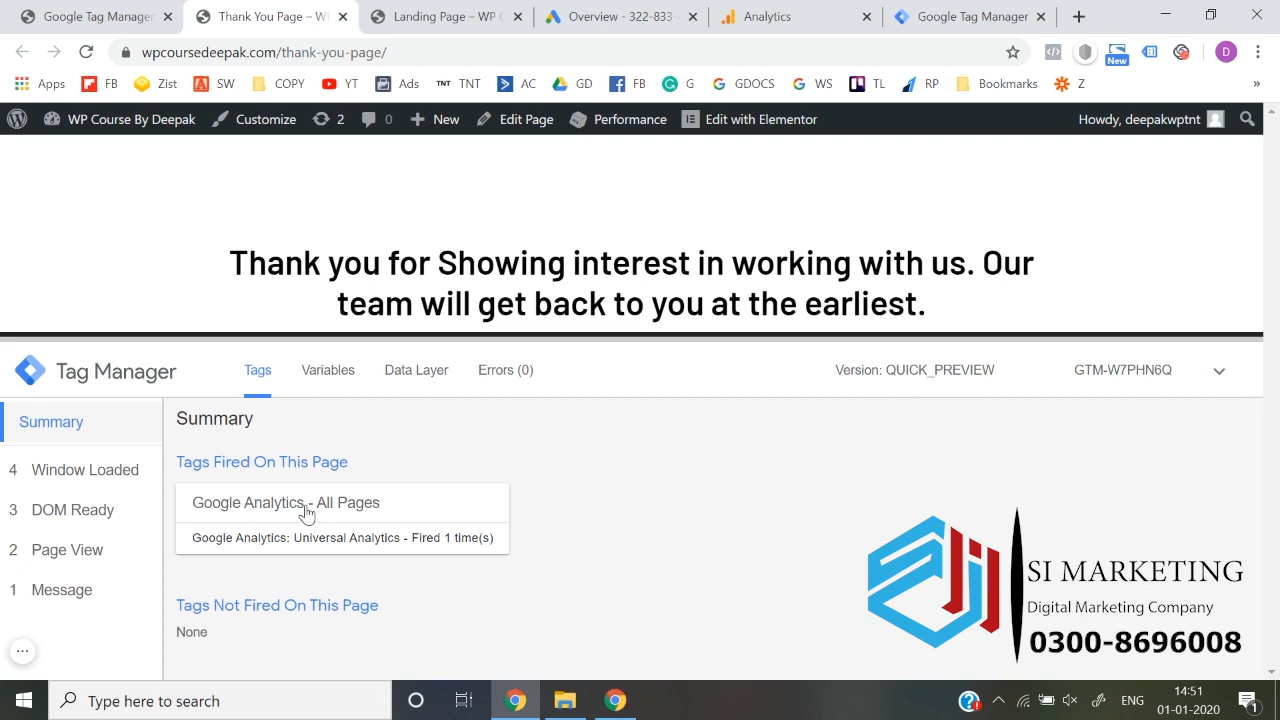 Google Tag Manager
Thank You Page – W
Landing Page – WP C
Overview - 322-833-
Analytics
Google Tag Manager
wpcoursedeepak.com/thank-you-page/
New
D
Apps
FB
Zist
SW
COPY
YT
Ads
TNT
TNT
AC
GD
FB
G
GDOCS
WS
TL
RP
Bookmarks
Z
»
WP Course By Deepak
Customize
2
0
New
Edit Page
Performance
Edit with Elementor
Howdy, deepakwptnt
Thank you for Showing interest in working with us. Our
team will get back to you at the earliest.
Tag Manager
Tags
Variables
Data Layer
Errors (0)
Version: QUICK_PREVIEW
GTM-W7PHN6Q
Summary
4 Window Loaded
3 DOM Ready
2 Page View
1 Message
Summary
Tags Fired On This Page
Google Analytics - All Pages
Google Analytics: Universal Analytics - Fired 1 time(s)
Tags Not Fired On This Page
None
SI MARKETING
Digital Marketing Company
0300-8696008
Type here to search
ENG
14:51
01-01-2020
1